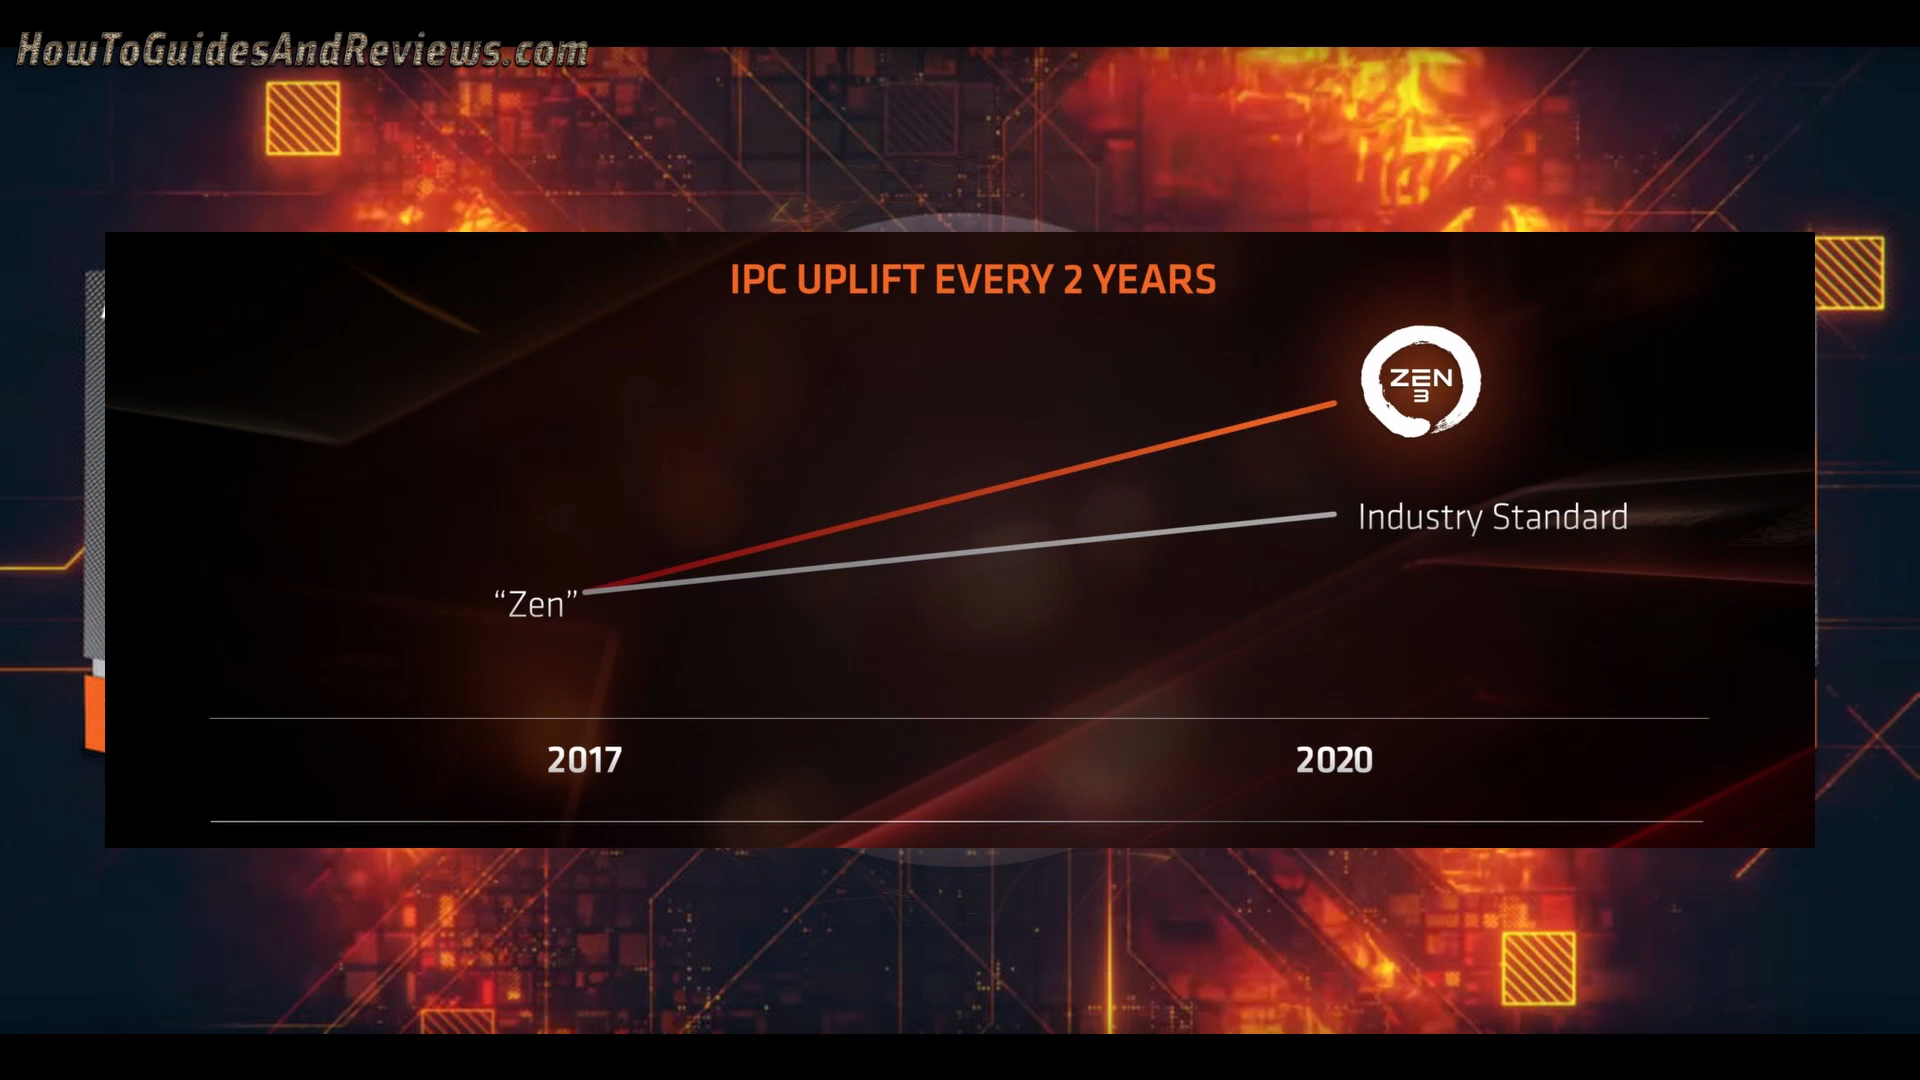 HowToGuidesAndReviews.com
IPC UPLIFT EVERY 2 YEARS
ZEN
3
Industry Standard
“Zen”
2017 2020